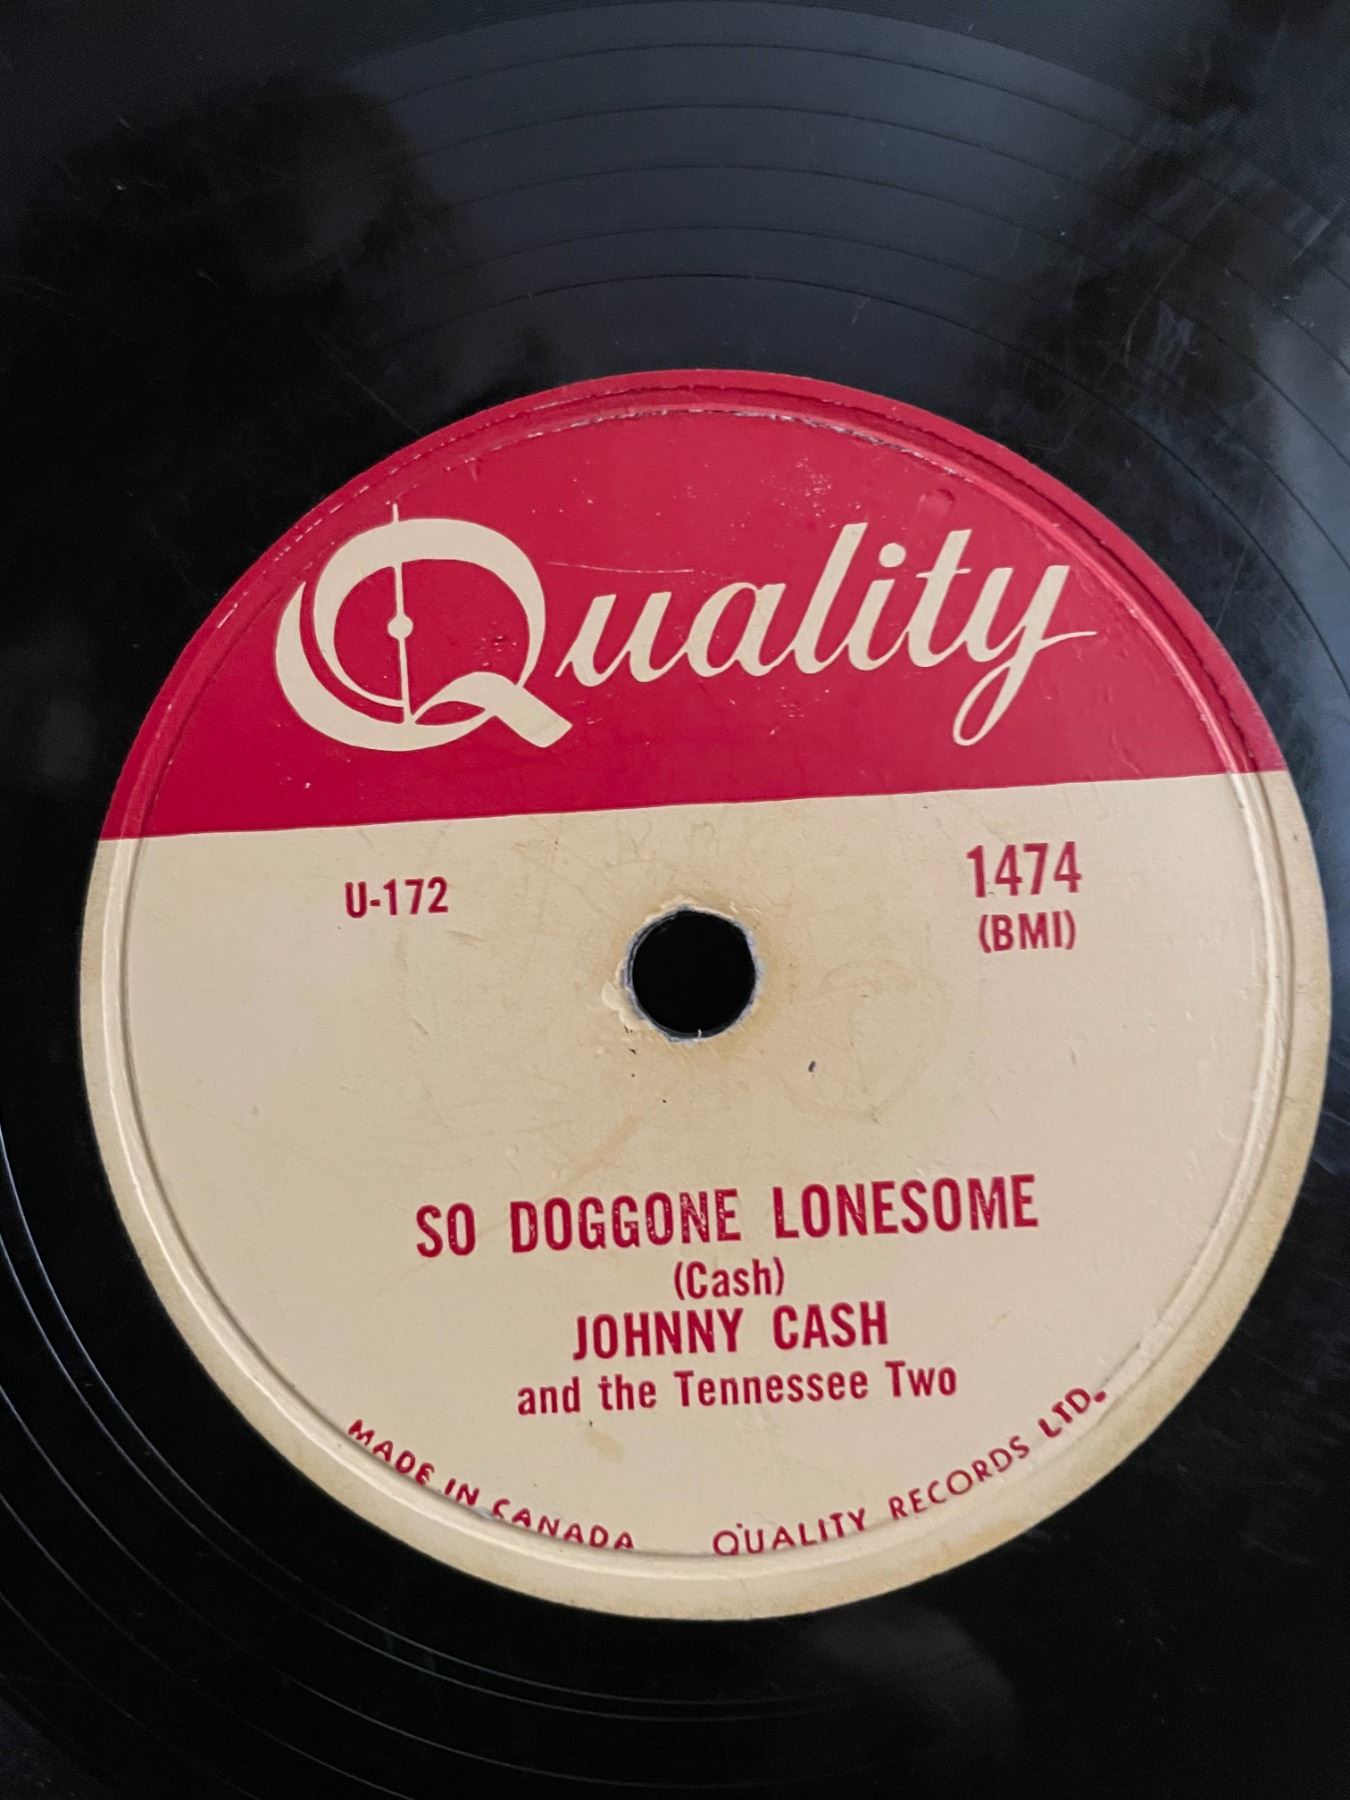 Quality
U-172
1474
(BMI)
SO DOGGONE LONESOME
(Cash)
JOHNNY CASH
and the Tennessee Two
MADE IN CANADA
QUALITY RECORDS LTD.